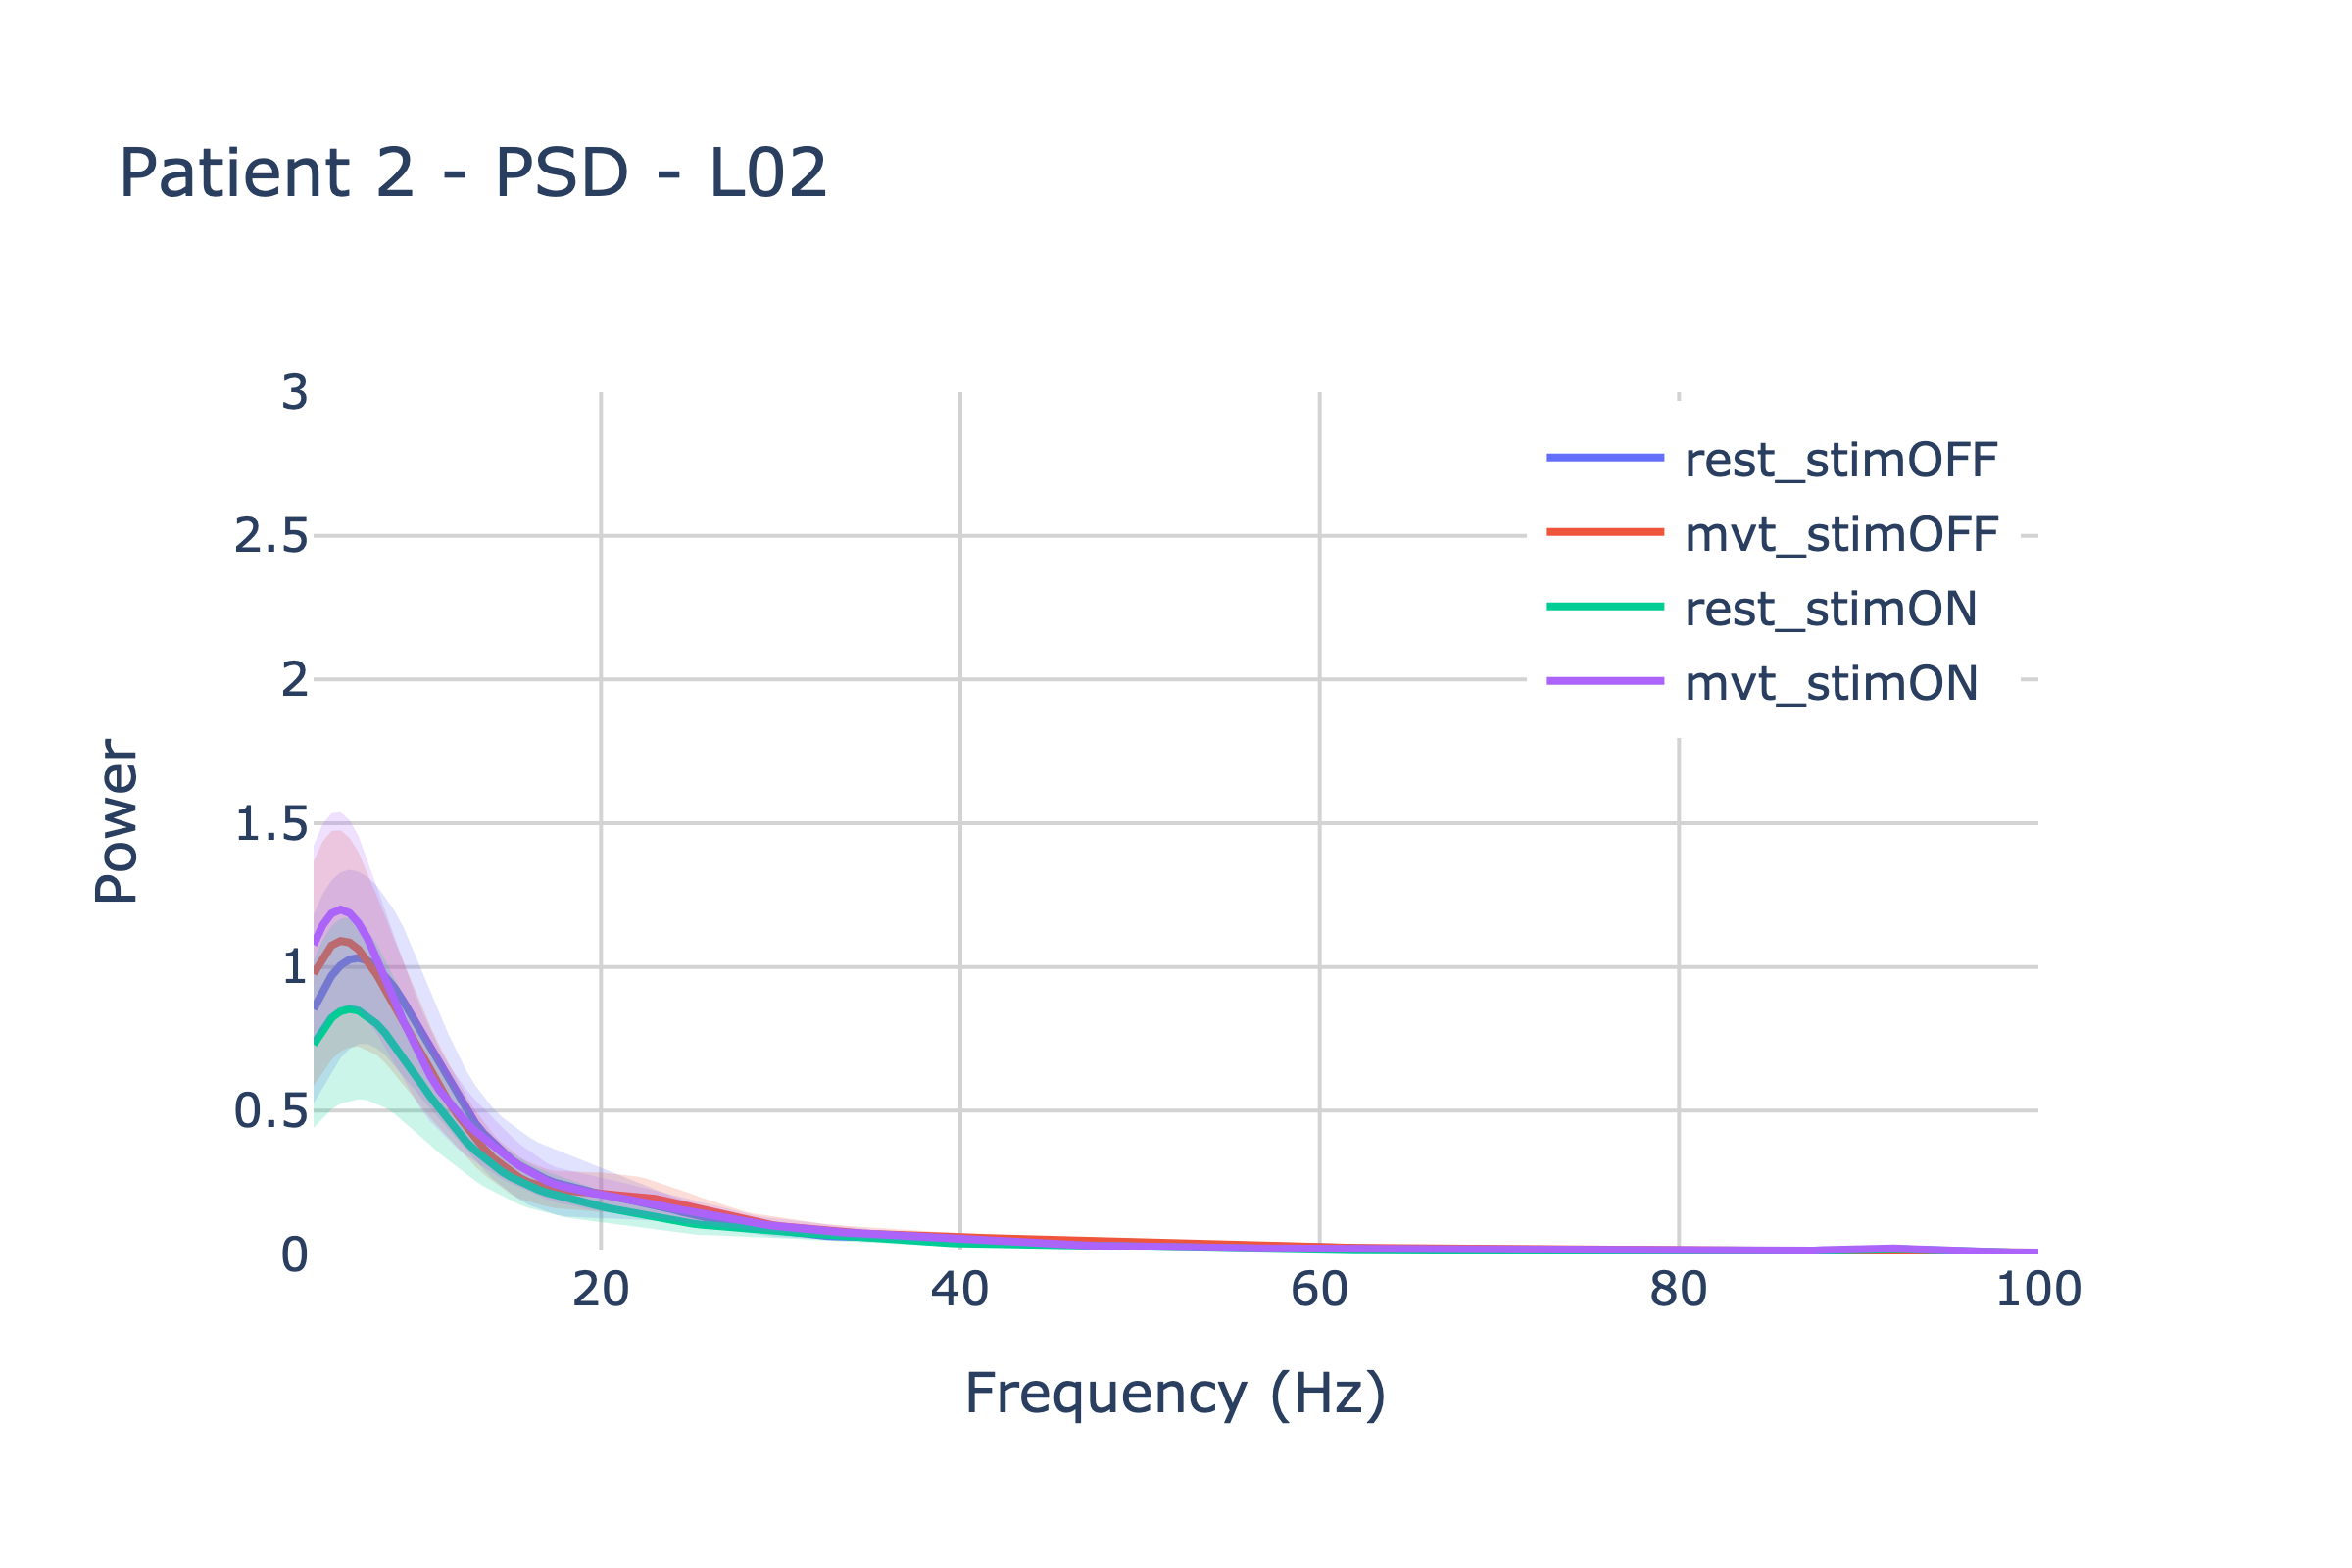 Patient 2 - PSD - L02
3
2.5
2
1.5
1
0.5
0
Power
20
40
60
80
100
Frequency (Hz)
rest_stimOFF
mvt_stimOFF
rest_stimON
mvt_stimON